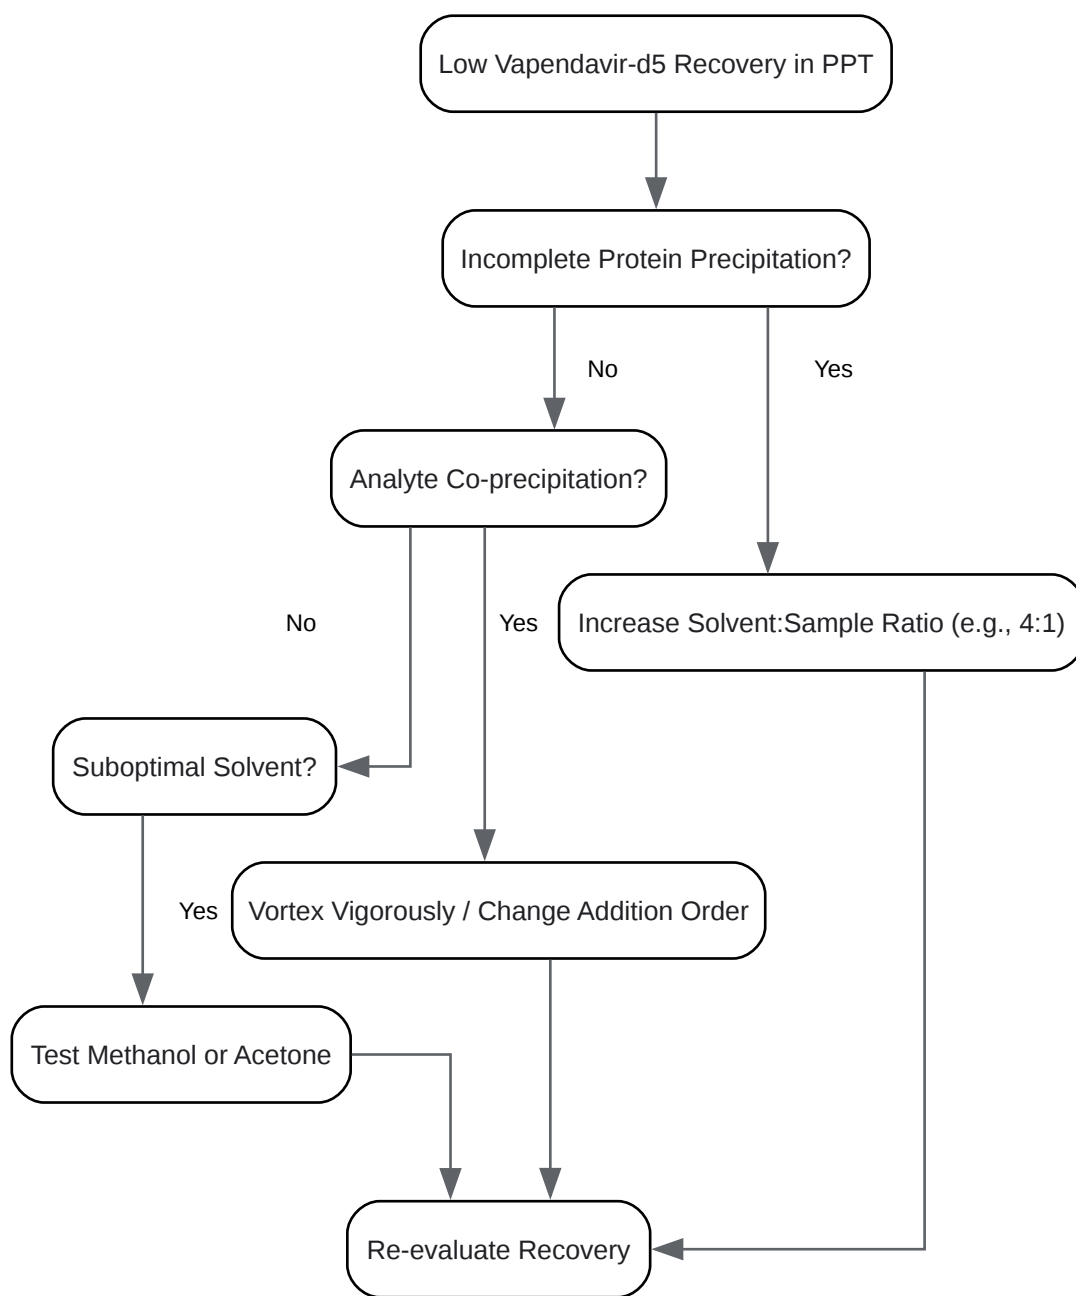 Low Vapendavir-d5 Recovery in PPT
Incomplete Protein Precipitation?
No
Yes
Analyte Co-precipitation?
No
Yes
Increase Solvent:Sample Ratio (e.g., 4:1)
Suboptimal Solvent?
Yes
Vortex Vigorously / Change Addition Order
Test Methanol or Acetone
Re-evaluate Recovery